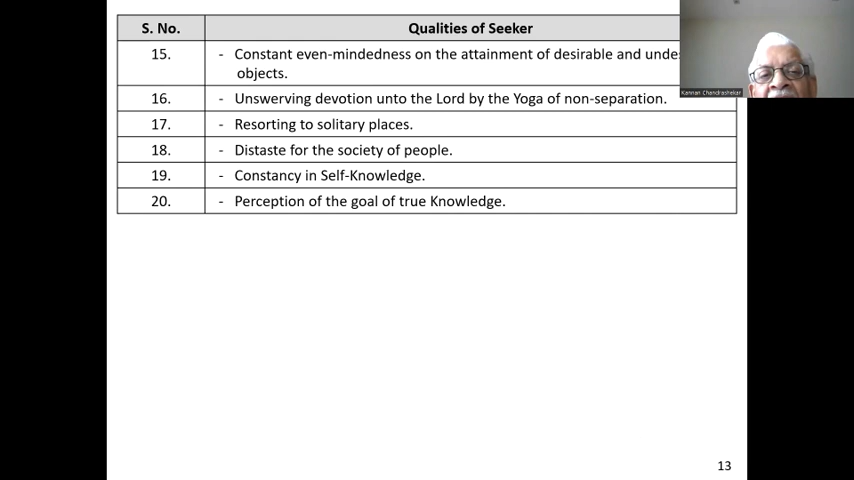 S. No. Qualities of Seeker
15. - Constant even-mindedness on the attainment of desirable and
objects.
Kannan Chandrashekar
16. - Unswerving devotion unto the Lord by the Yoga of non-separation.
17. - Resorting to solitary places.
18. - Distaste for the society of people.
19. - Constancy in Self-Knowledge.
20. - Perception of the goal of true Knowledge.
13